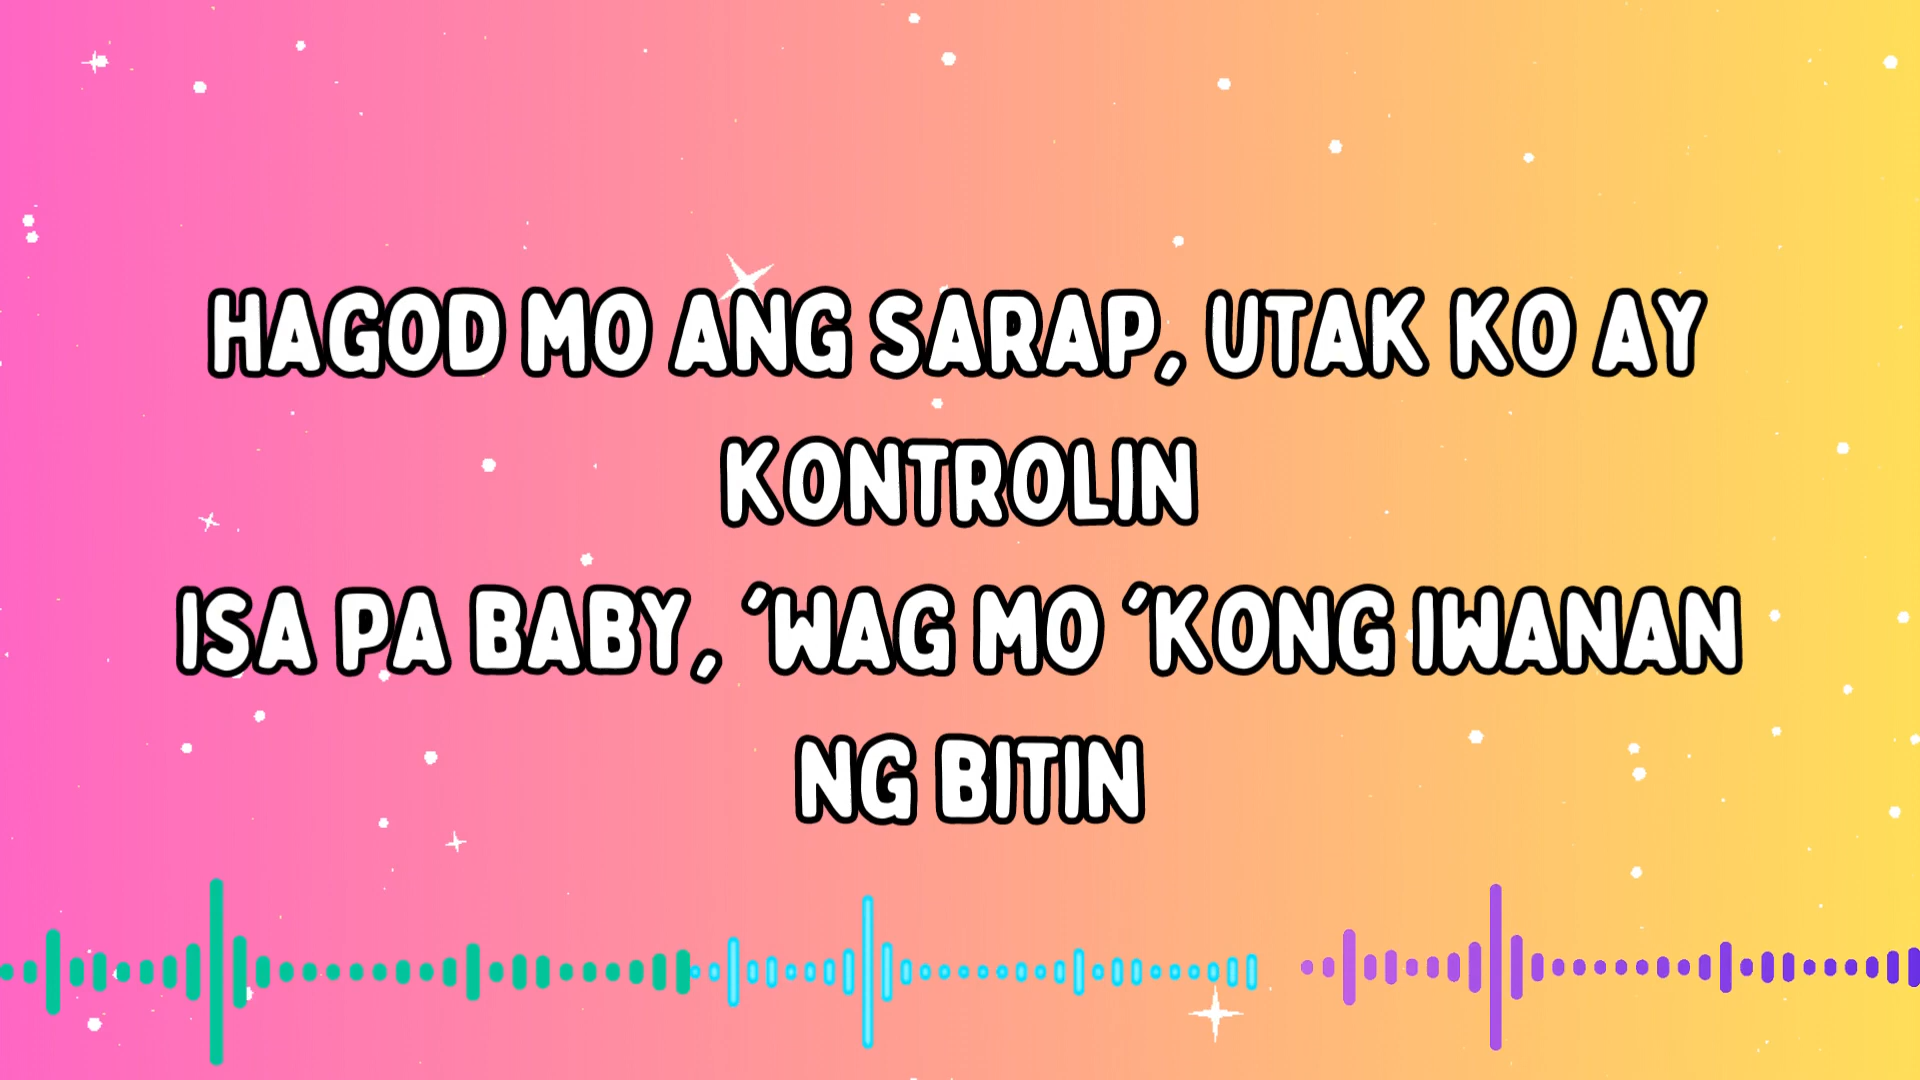 HAGOD MO ANG SARAP, UTAK KO AY
KONTROLIN
ISA PA BABY, 'WAG MO 'KONG IWANAN
NG BITIN